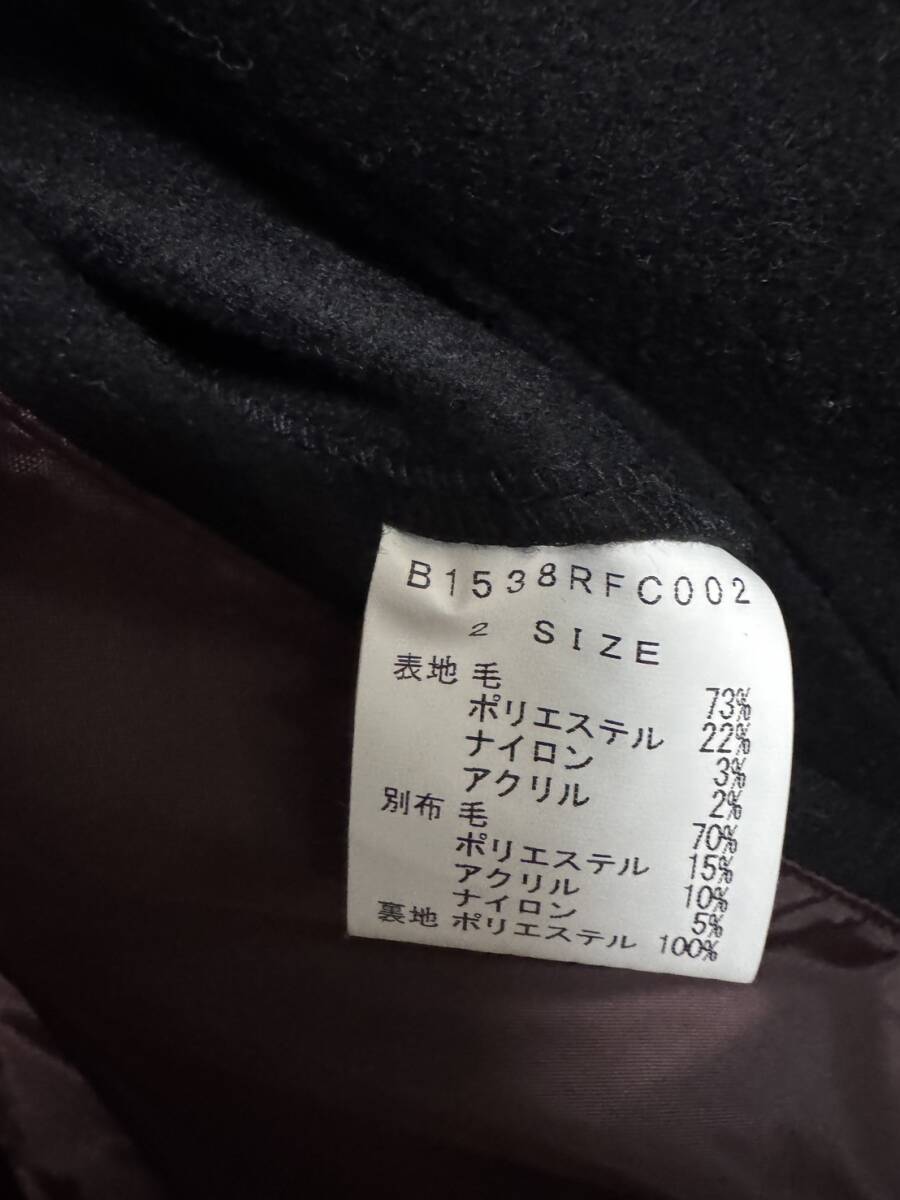 B1538RFC002
2 SIZE
表地 毛 73%
ポリエステル 22%
ナイロン 3%
アクリル 2%
別布 毛 70%
ポリエステル 15%
アクリル 10%
ナイロン 5%
裏地 ポリエステル 100%